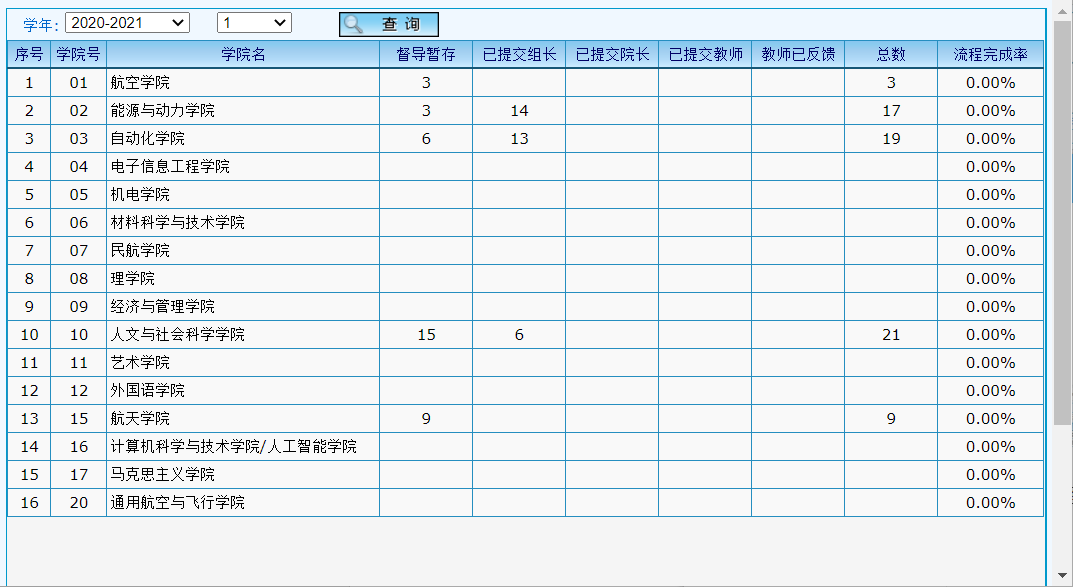 学年: 2020-2021 1 查 询
序号 学院号 学院名 督导暂存 已提交组长 已提交院长 已提交教师 教师已反馈 总数 流程完成率
1 01 航空学院 3 3 0.00%
2 02 能源与动力学院 3 14 17 0.00%
3 03 自动化学院 6 13 19 0.00%
4 04 电子信息工程学院 0.00%
5 05 机电学院 0.00%
6 06 材料科学与技术学院 0.00%
7 07 民航学院 0.00%
8 08 理学院 0.00%
9 09 经济与管理学院 0.00%
10 10 人文与社会科学学院 15 6 21 0.00%
11 11 艺术学院 0.00%
12 12 外国语学院 0.00%
13 15 航天学院 9 9 0.00%
14 16 计算机科学与技术学院/人工智能学院 0.00%
15 17 马克思主义学院 0.00%
16 20 通用航空与飞行学院 0.00%